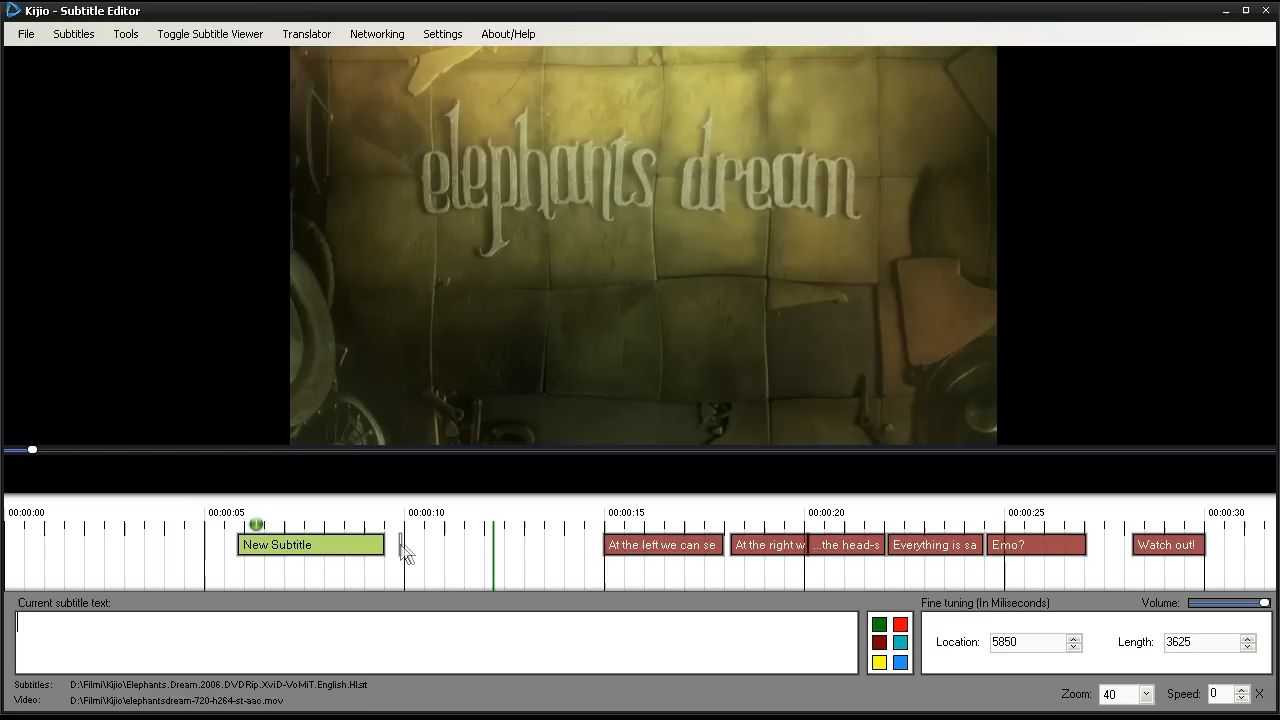 Kijio - Subtitle Editor
File Subtitles Tools Toggle Subtitle Viewer Translator Networking Settings About/Help
elephants dream
00:00:00 00:00:05 00:00:10 00:00:15 00:00:20 00:00:25 00:00:30
New Subtitle At the left we can se At the right w ...the head-s Everything is sa Emo? Watch out!
Current subtitle text: Fine tuning (In Miliseconds) Volume:
Location: 5850 Length: 3625
Subtitles: D:\Filmi\Kijio\Elephants.Dream.2006.DVDRip.XviD-VoMiT.English.HI.st
Video: D:\Filmi\Kijio\elephantsdream-720-h264-st-aac.mov
Zoom: 40 Speed: 0 X